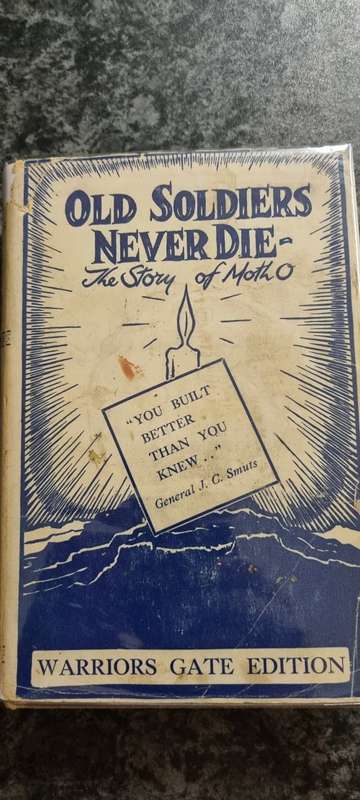 OLD SOLDIERS
NEVER DIE-
The Story of Moth O
"YOU BUILT
BETTER
THAN YOU
KNEW.."
General J. C. Smuts
WARRIORS GATE EDITION